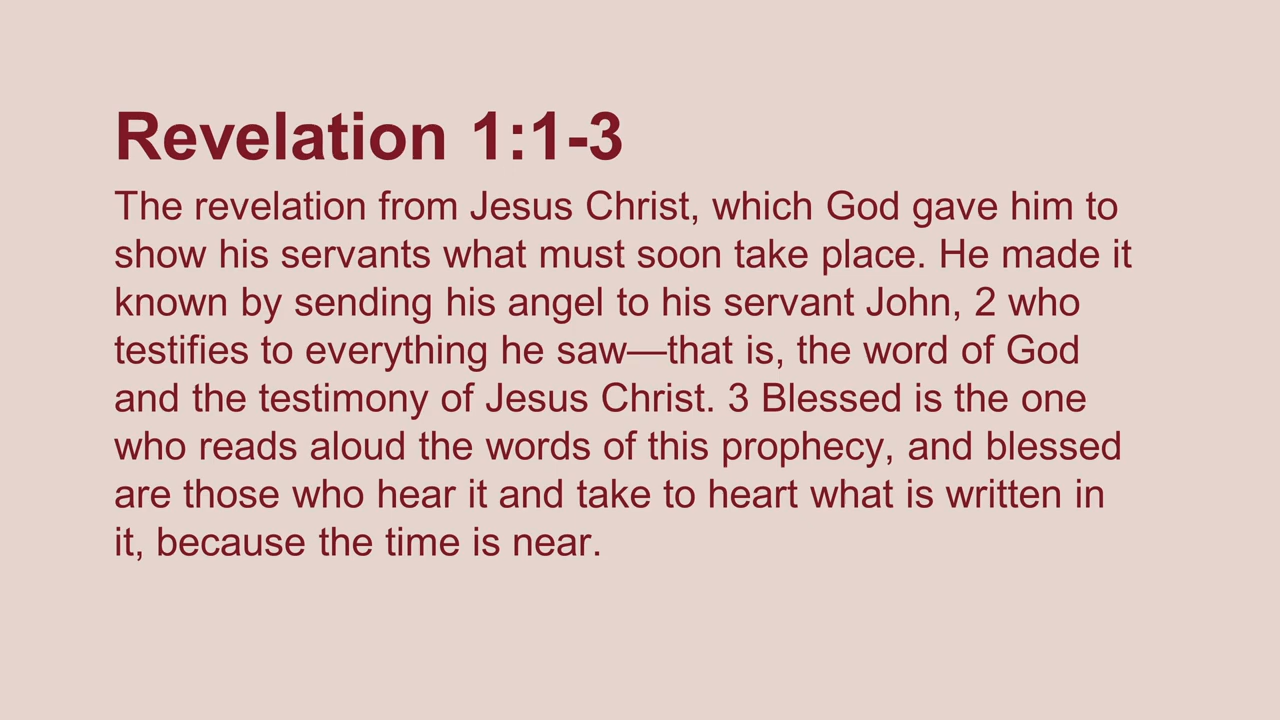 Revelation 1:1-3
The revelation from Jesus Christ, which God gave him to
show his servants what must soon take place. He made it
known by sending his angel to his servant John, 2 who
testifies to everything he saw—that is, the word of God
and the testimony of Jesus Christ. 3 Blessed is the one
who reads aloud the words of this prophecy, and blessed
are those who hear it and take to heart what is written in
it, because the time is near.